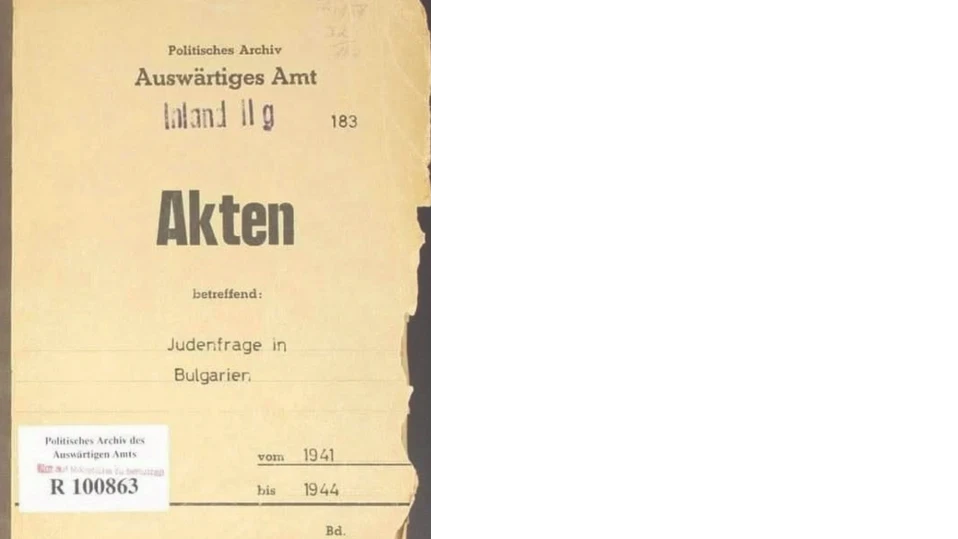 Politisches Archiv
Auswärtiges Amt
Inland II g 183
Akten
betreffend:
Judenfrage in
Bulgarien
Politisches Archiv des
Auswärtigen Amts
R 100863
vom 1941
bis 1944
Bd.